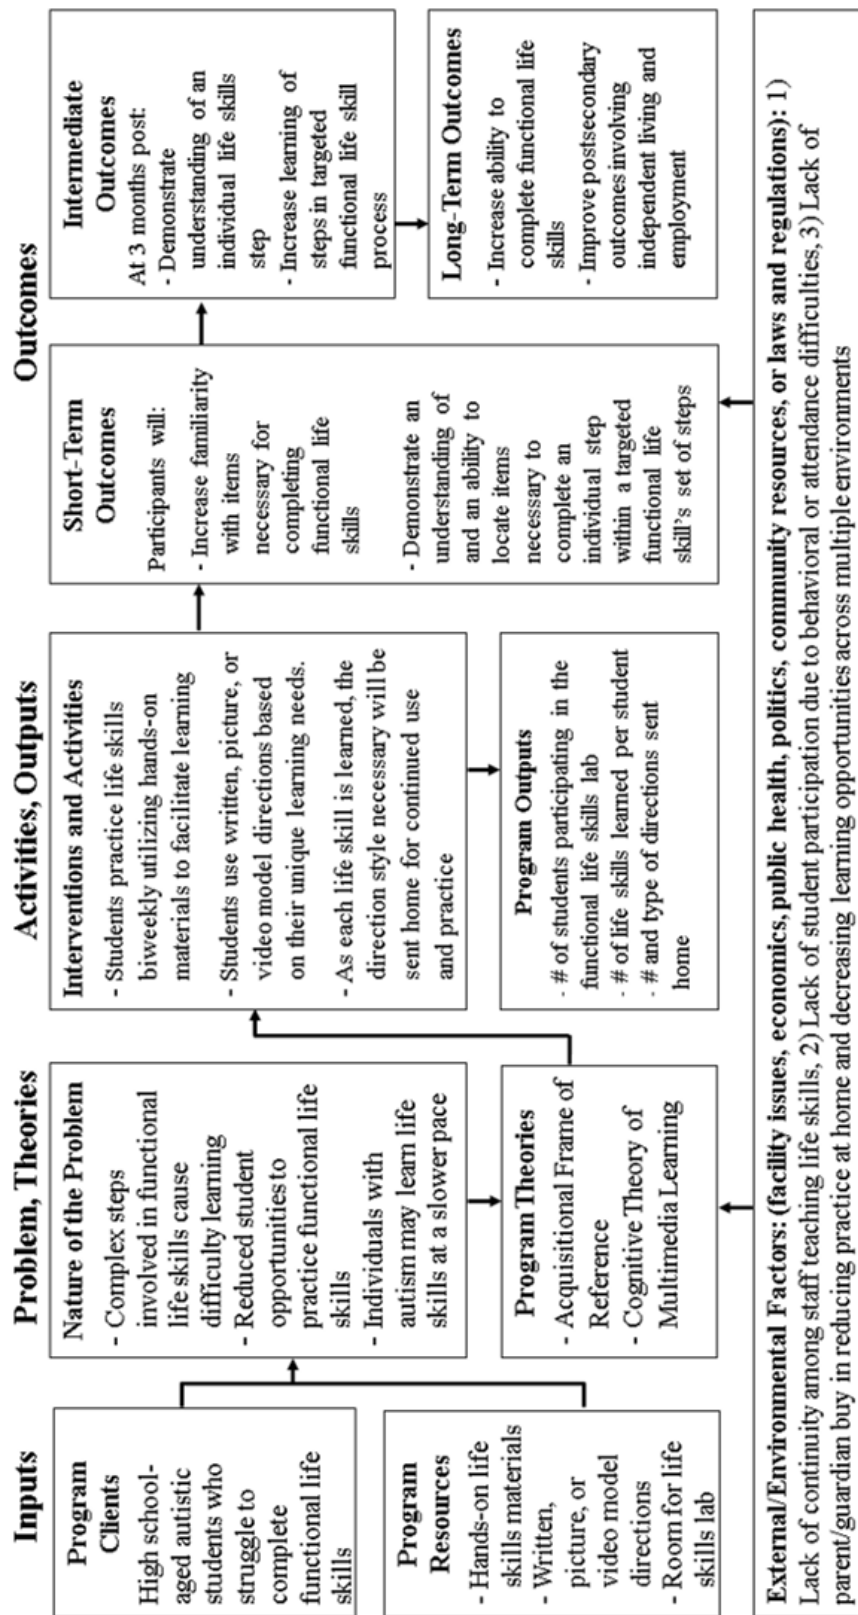 Inputs
Program
Clients
High school-
aged autistic
students who
struggle to
complete
functional life
skills
Program
Resources
- Hands-on life
skills materials
- Written,
picture, or
video model
directions
- Room for life
skills lab
Problem, Theories
Nature of the Problem
- Complex steps
involved in functional
life skills cause
difficulty learning
- Reduced student
opportunities to
practice functional life
skills
- Individuals with
autism may learn life
skills at a slower pace
Program Theories
- Acquisitional Frame of
Reference
- Cognitive Theory of
Multimedia Learning
Activities, Outputs
Interventions and Activities
- Students practice life skills
biweekly utilizing hands-on
materials to facilitate learning
- Students use written, picture, or
video model directions based
on their unique learning needs.
- As each life skill is learned, the
direction style necessary will be
sent home for continued use
and practice
Program Outputs
- # of students participating in the
functional life skills lab
- # of life skills learned per student
- # and type of directions sent
home
Outcomes
Short-Term
Outcomes
Participants will:
- Increase familiarity
with items
necessary for
completing
functional life
skills
- Demonstrate an
understanding of
and an ability to
locate items
necessary to
complete an
individual step
within a targeted
functional life
skill's set of steps
Intermediate
Outcomes
At 3 months post:
- Demonstrate
understanding of an
individual life skills
step
- Increase learning of
steps in targeted
functional life skill
process
Long-Term Outcomes
- Increase ability to
complete functional life
skills
- Improve postsecondary
outcomes involving
independent living and
employment
External/Environmental Factors: (facility issues, economics, public health, politics, community resources, or laws and regulations): 1)
Lack of continuity among staff teaching life skills, 2) Lack of student participation due to behavioral or attendance difficulties, 3) Lack of
parent/guardian buy in reducing practice at home and decreasing learning opportunities across multiple environments